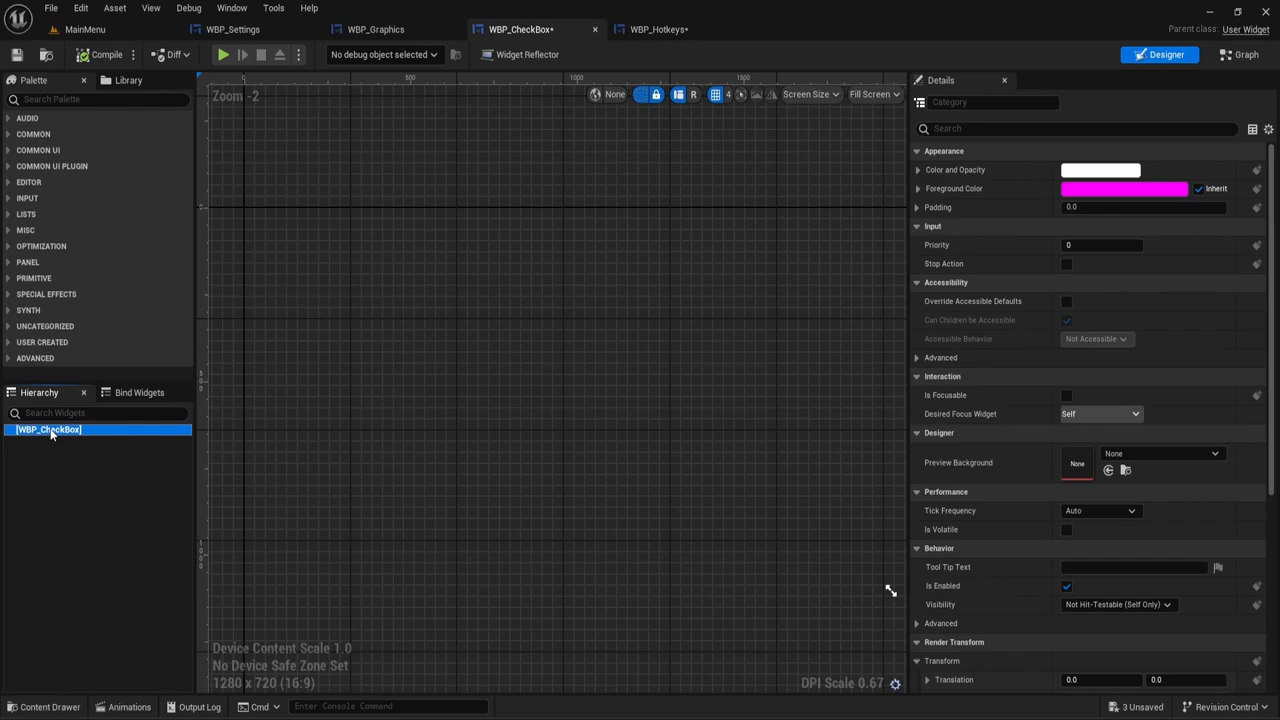 File Edit Asset View Debug Window Tools Help
MainMenu WBP_Settings WBP_Graphics WBP_CheckBox* WBP_Hotkeys* Parent class: User Widget
Compile Diff No debug object selected Widget Reflector Designer Graph
Palette Library
Search Palette
AUDIO
COMMON
COMMON UI
COMMON UI PLUGIN
EDITOR
INPUT
LISTS
MISC
OPTIMIZATION
PANEL
PRIMITIVE
SPECIAL EFFECTS
SYNTH
UNCATEGORIZED
USER CREATED
ADVANCED
Hierarchy Bind Widgets
Search Widgets
[WBP_CheckBox]
0 500 1000 1500
Zoom -2 None R 4 Screen Size Fill Screen
Device Content Scale 1.0
No Device Safe Zone Set
1280 x 720 (16:9) DPI Scale 0.67
Details
Category
Search
Appearance
Color and Opacity
Foreground Color Inherit
Padding 0.0
Input
Priority 0
Stop Action
Accessibility
Override Accessible Defaults
Can Children be Accessible
Accessible Behavior Not Accessible
Advanced
Interaction
Is Focusable
Desired Focus Widget Self
Designer
Preview Background None None
Performance
Tick Frequency Auto
Is Volatile
Behavior
Tool Tip Text
Is Enabled
Visibility Not Hit-Testable (Self Only)
Advanced
Render Transform
Transform
Translation 0.0 0.0
Content Drawer Animations Output Log Cmd Enter Console Command 3 Unsaved Revision Control